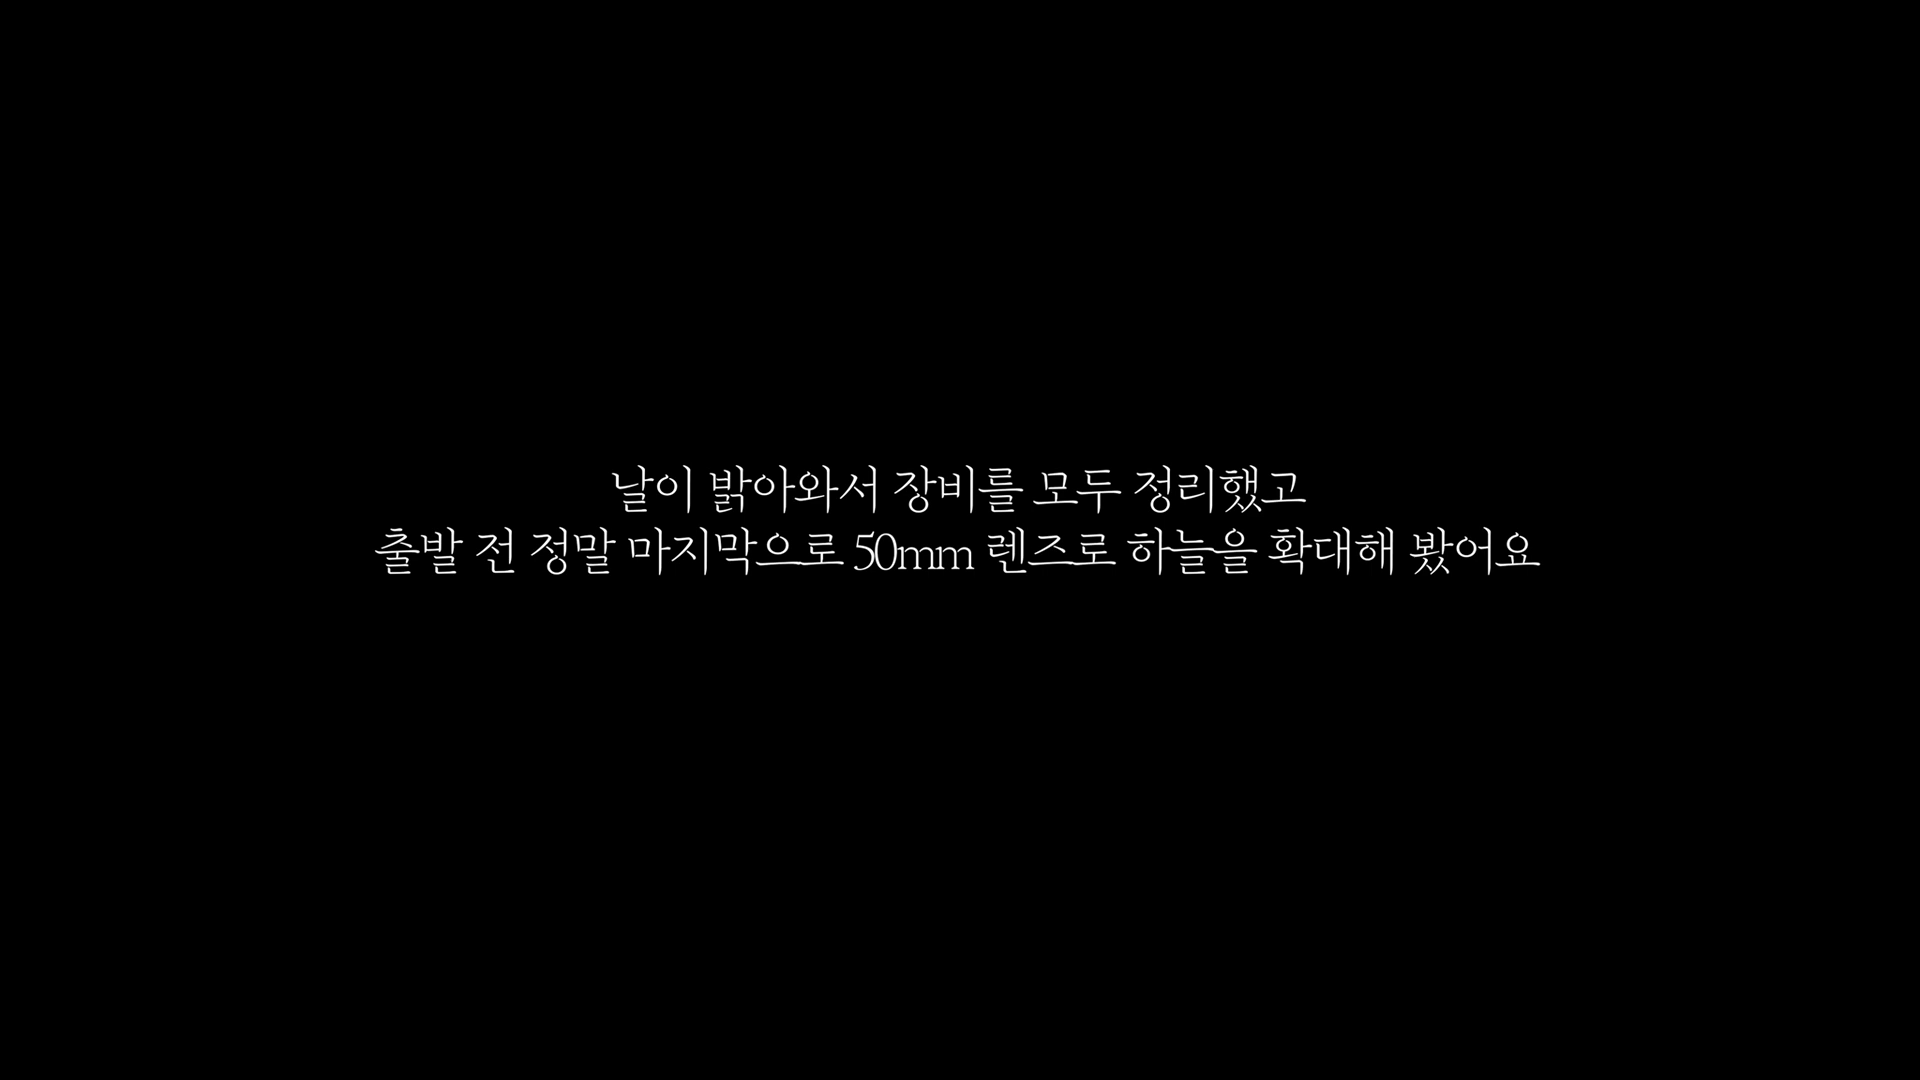 날이 밝아와서 장비를 모두 정리했고
출발 전 정말 마지막으로 50mm 렌즈로 하늘을 확대해 봤어요